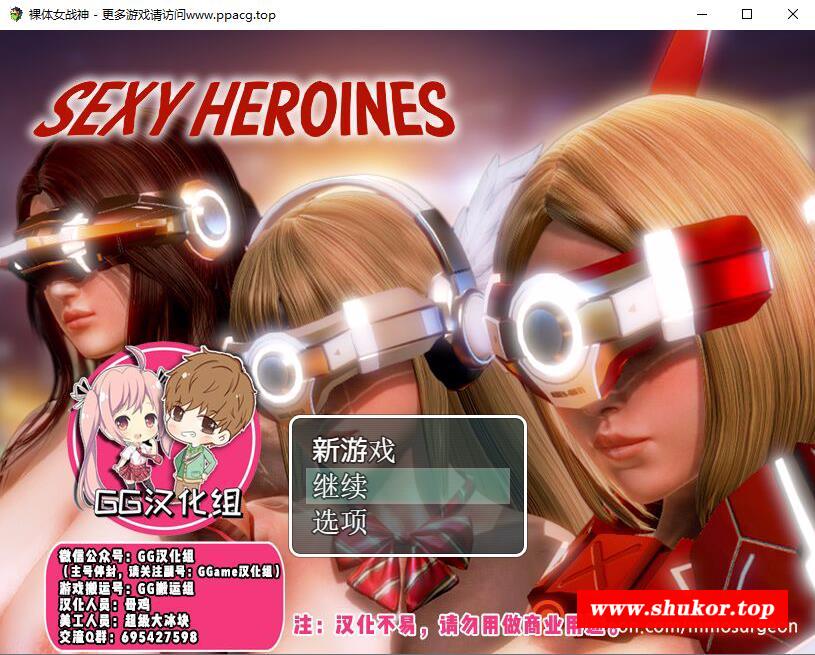 裸体女战神 - 更多游戏请访问www.ppacg.top
SEXY HEROINES
新游戏
继续
选项
GG汉化组
微信公众号：GG汉化组
（主号停封，请关注副号：GGame汉化组）
游戏搬运号：GG搬运组
汉化人员：骨鸡
美工人员：超级大冰块
交流Q群：695427598
注：汉化不易，请勿用做商业用
www.shukor.top